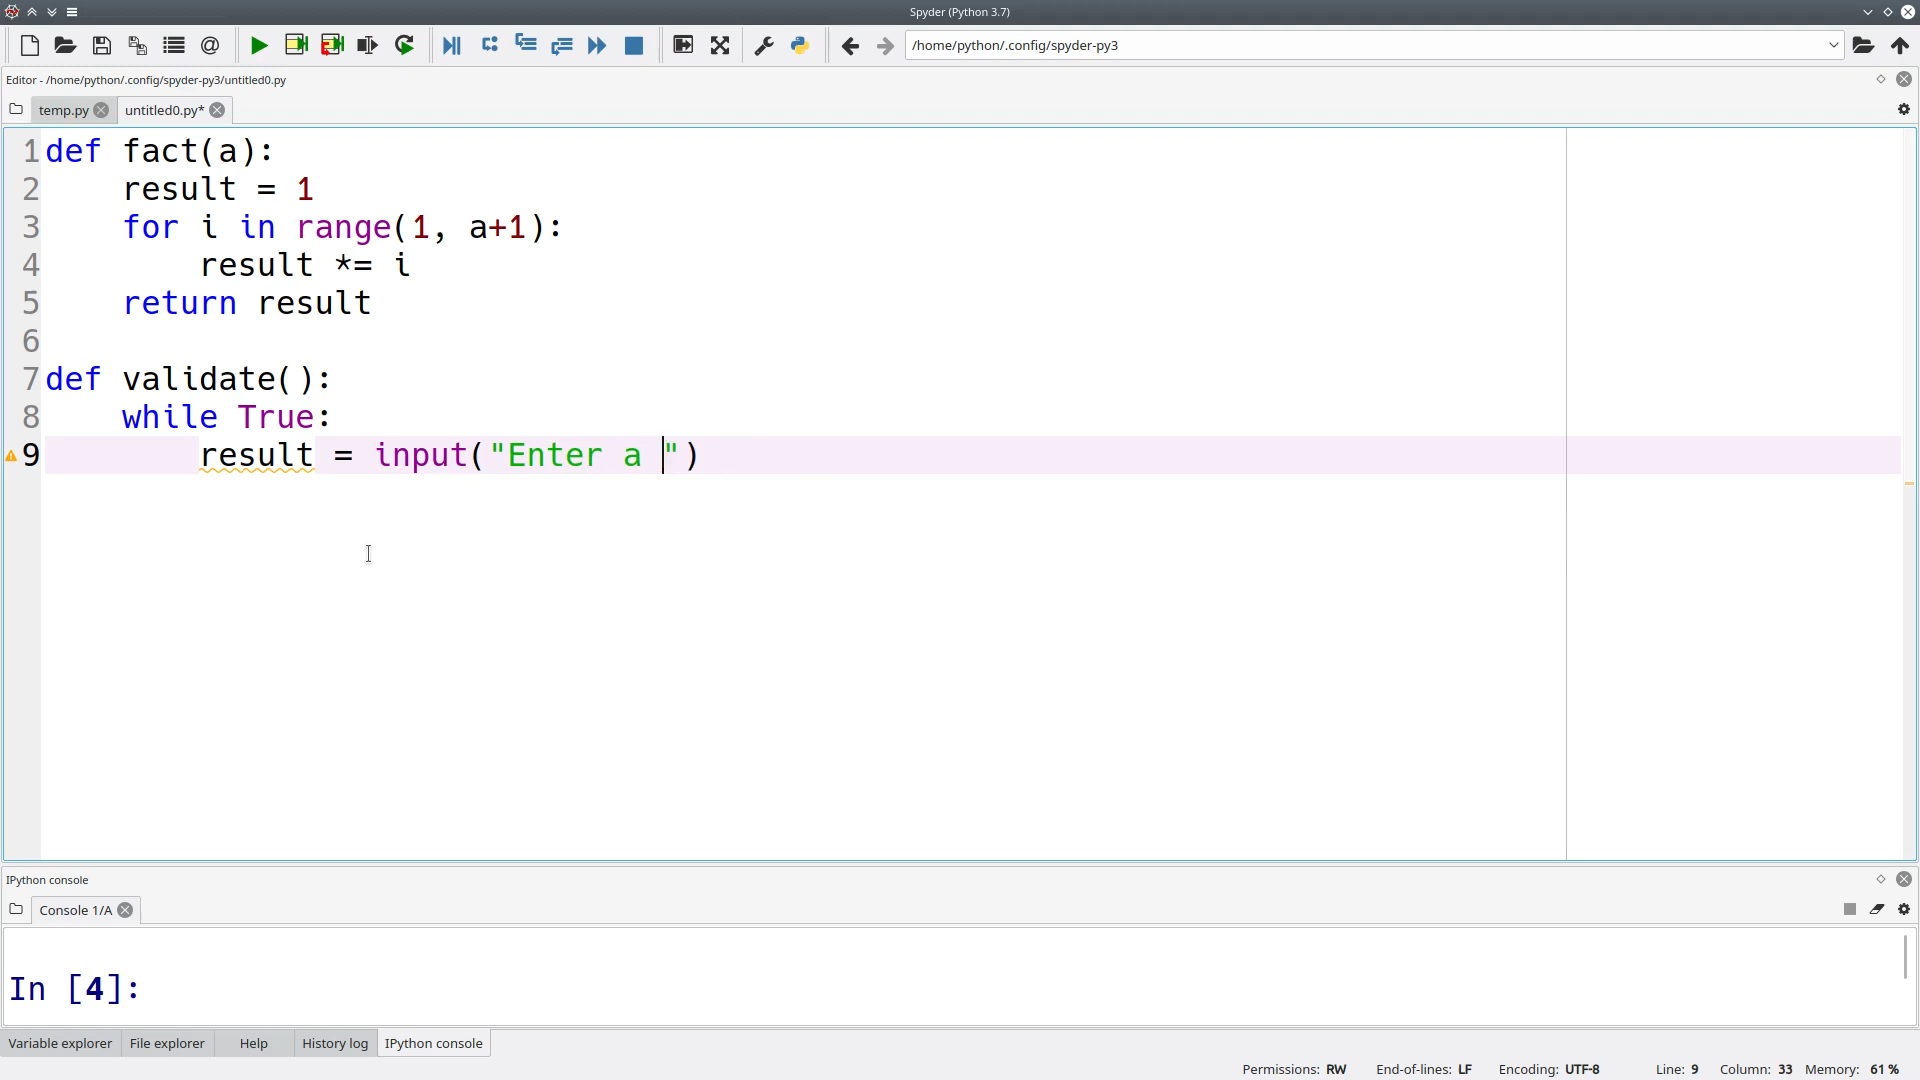 Spyder (Python 3.7)
/home/python/.config/spyder-py3
Editor - /home/python/.config/spyder-py3/untitled0.py
temp.py untitled0.py*
1 def fact(a):
2     result = 1
3     for i in range(1, a+1):
4         result *= i
5     return result
6
7 def validate():
8     while True:
9         result = input("Enter a ")
IPython console
Console 1/A
In [4]:
Variable explorer File explorer Help History log IPython console
Permissions: RW End-of-lines: LF Encoding: UTF-8 Line: 9 Column: 33 Memory: 61 %